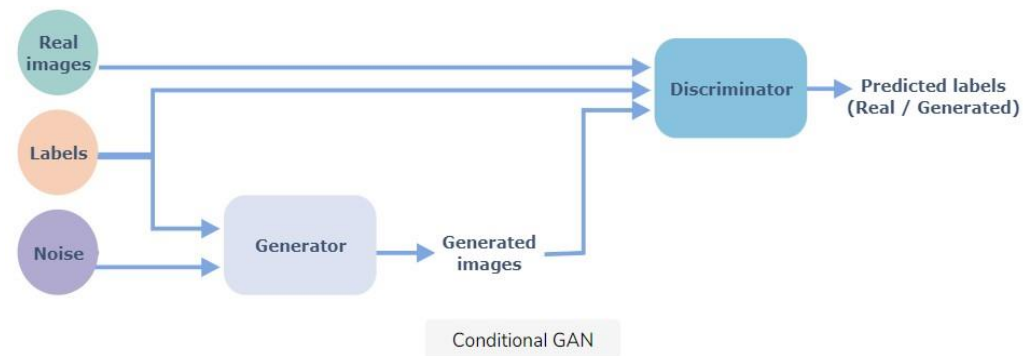 Real
images
Labels
Noise
Generator
Generated
images
Discriminator
Predicted labels
(Real / Generated)
Conditional GAN